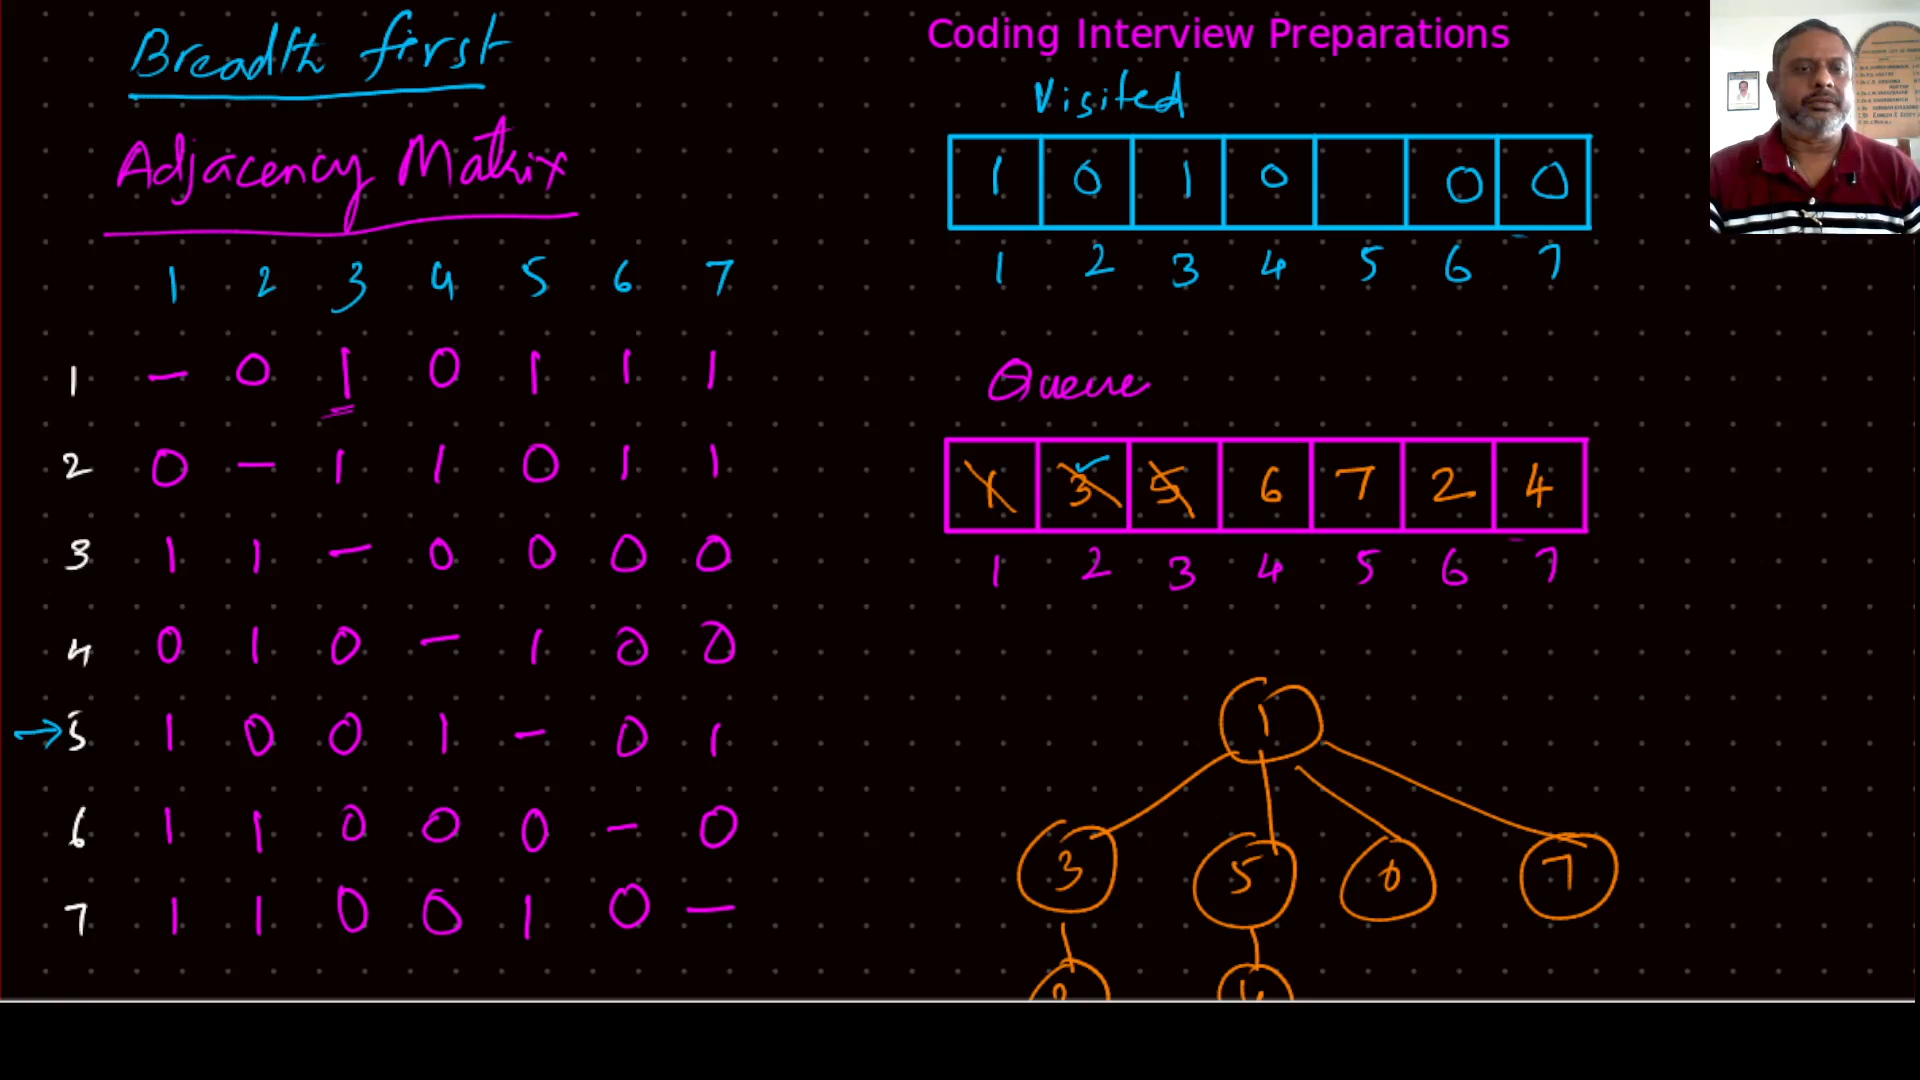 Breadth first
Coding Interview Preparations
Adjacency Matrix
Visited
1 0 1 0 0 0
1 2 3 4 5 6 7
1 2 3 4 5 6 7
1 - 0 1 0 1 1 1
2 0 - 1 1 0 1 1
3 1 1 - 0 0 0 0
4 0 1 0 - 1 0 0
→5 1 0 0 1 - 0 1
6 1 1 0 0 0 - 0
7 1 1 0 0 1 0 -
Queue
1 3 5 6 7 2 4
1 2 3 4 5 6 7
1
3 5 6 7
2 4